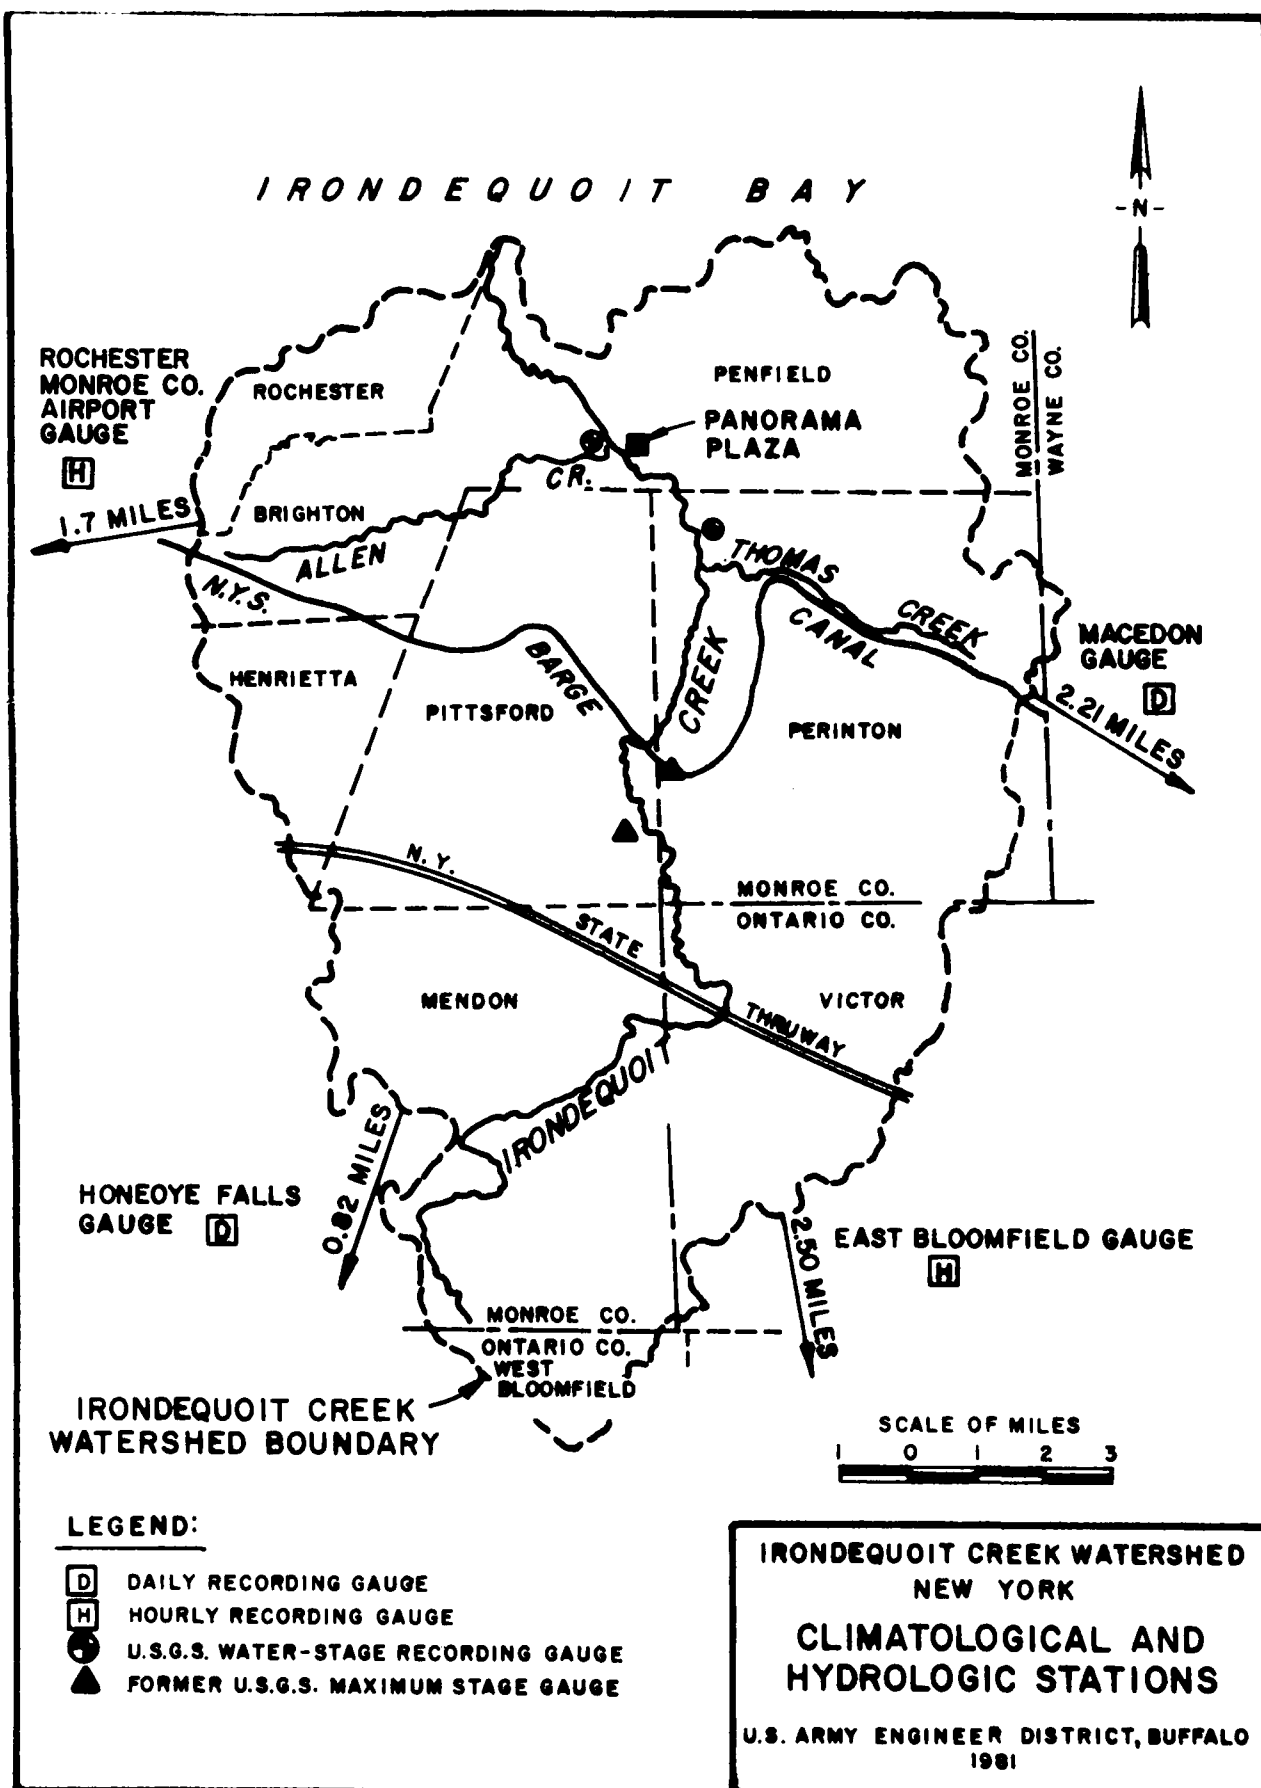 IRONDEQUOIT BAY
-N-
ROCHESTER
MONROE CO.
AIRPORT
GAUGE
H
1.7 MILES
ROCHESTER
PENFIELD
PANORAMA
PLAZA
MONROE CO.
WAYNE CO.
BRIGHTON
ALLEN
CR.
N.Y.S.
BARGE
CANAL
THOMAS
CREEK
CREEK
HENRIETTA
PITTSFORD
PERINTON
MACEDON
GAUGE
D
2.21 MILES
N.Y.
STATE
THRUWAY
MONROE CO.
ONTARIO CO.
MENDON
VICTOR
IRONDEQUOIT
0.82 MILES
HONEOYE FALLS
GAUGE D
2.50 MILES
EAST BLOOMFIELD GAUGE
H
MONROE CO.
ONTARIO CO.
WEST
BLOOMFIELD
IRONDEQUOIT CREEK
WATERSHED BOUNDARY
SCALE OF MILES
1 0 1 2 3
LEGEND:
D DAILY RECORDING GAUGE
H HOURLY RECORDING GAUGE
U.S.G.S. WATER-STAGE RECORDING GAUGE
FORMER U.S.G.S. MAXIMUM STAGE GAUGE
IRONDEQUOIT CREEK WATERSHED
NEW YORK
CLIMATOLOGICAL AND
HYDROLOGIC STATIONS
U.S. ARMY ENGINEER DISTRICT, BUFFALO
1981